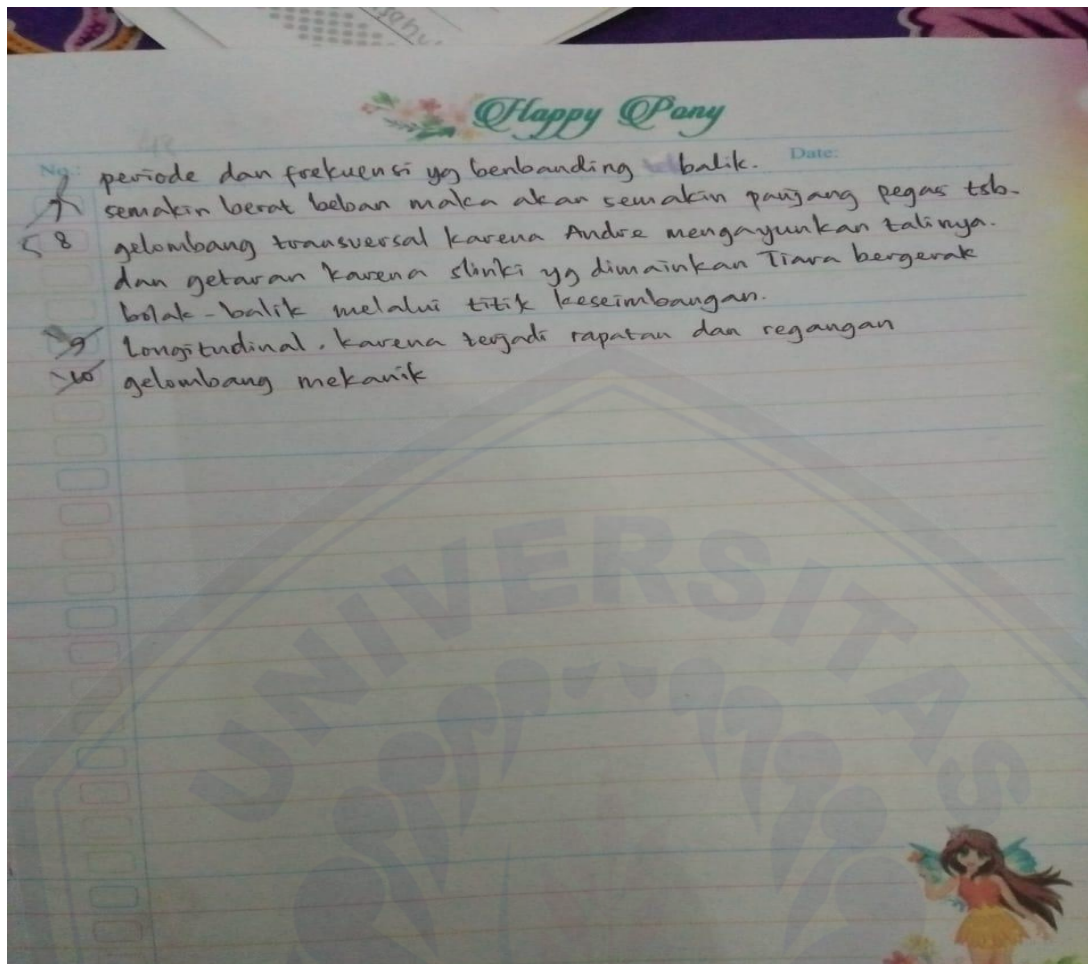 Happy Pony
No:
Date:
periode dan frekuensi yg benbanding balik.
7 semakin berat beban maka akan semakin panjang pegas tsb.
8 gelombang transversal karena Andre mengayunkan talinya.
dan getaran karena slinki yg dimainkan Tiara bergerak
bolak-balik melalui titik keseimbangan.
9 Longitudinal. karena terjadi rapatan dan regangan
10 gelombang mekanik
UNIVERSITAS